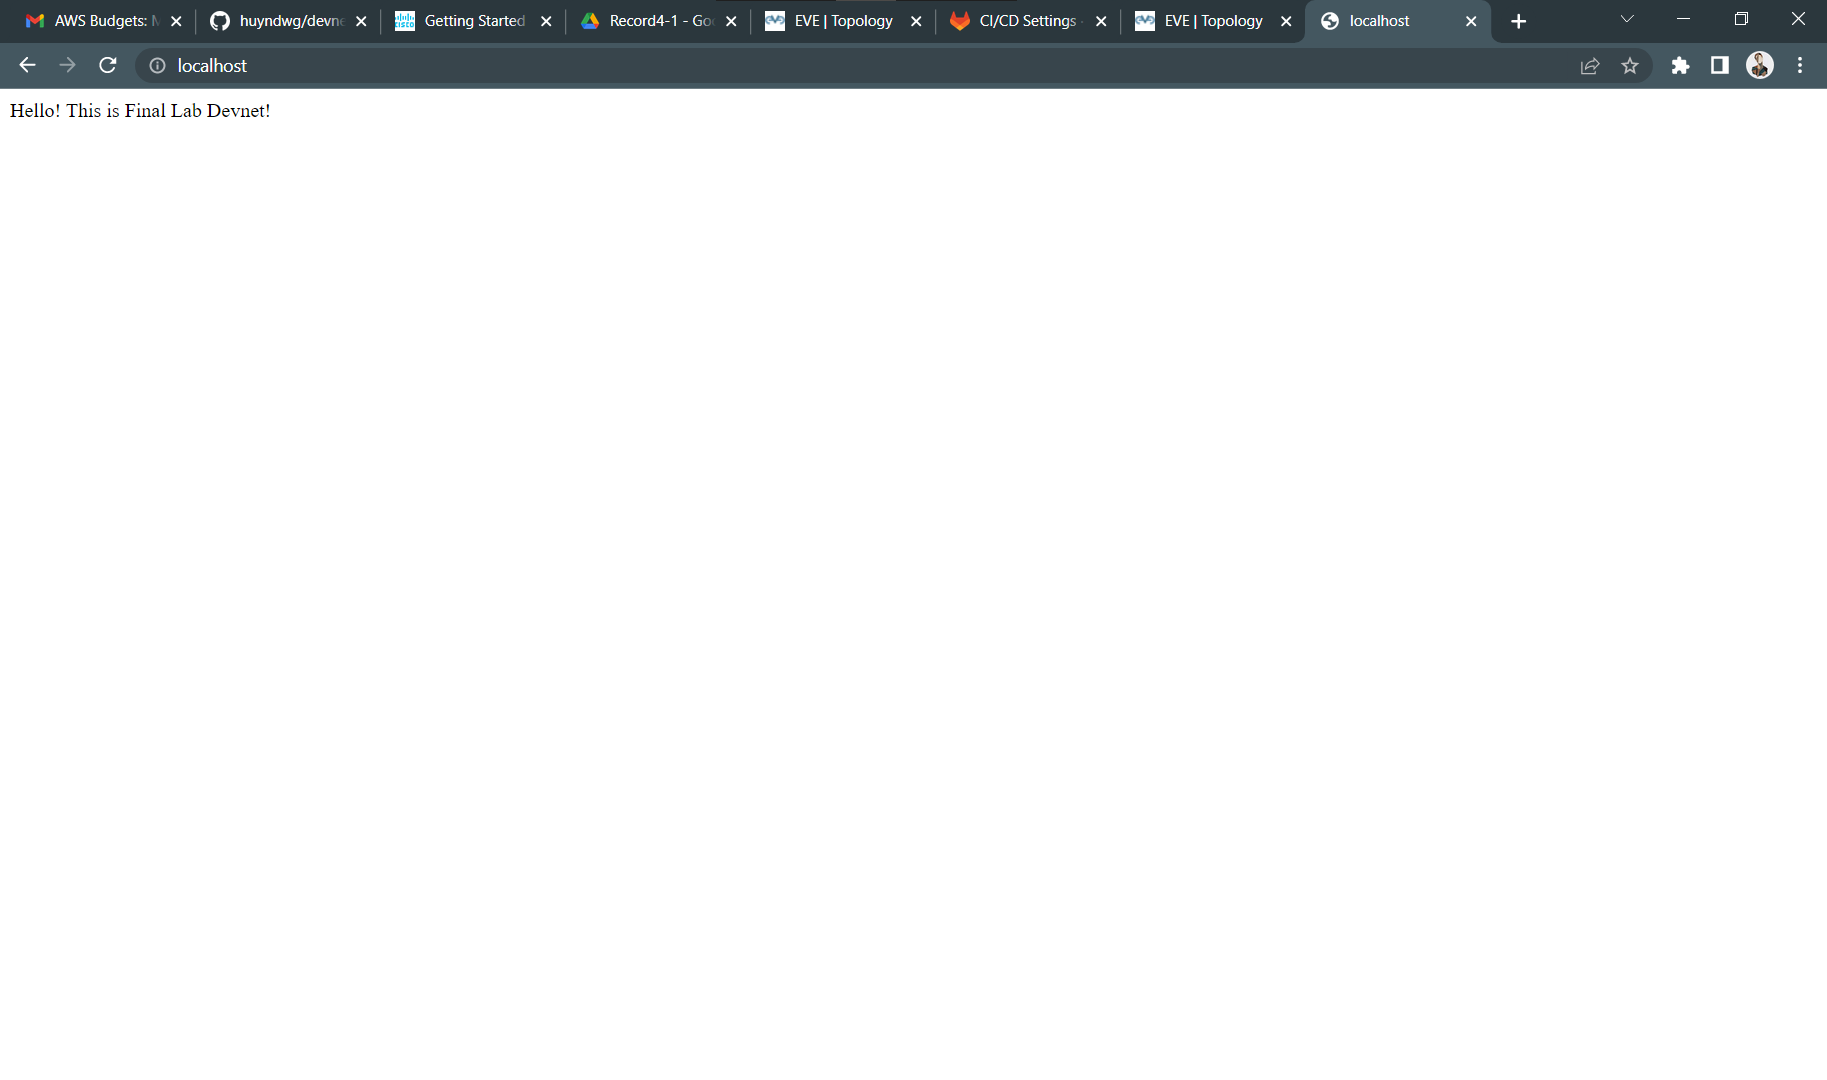 AWS Budgets: M
huyndwg/devne
Getting Started
Record4-1 - Goo
EVE | Topology
CI/CD Settings ·
EVE | Topology
localhost
localhost
Hello! This is Final Lab Devnet!